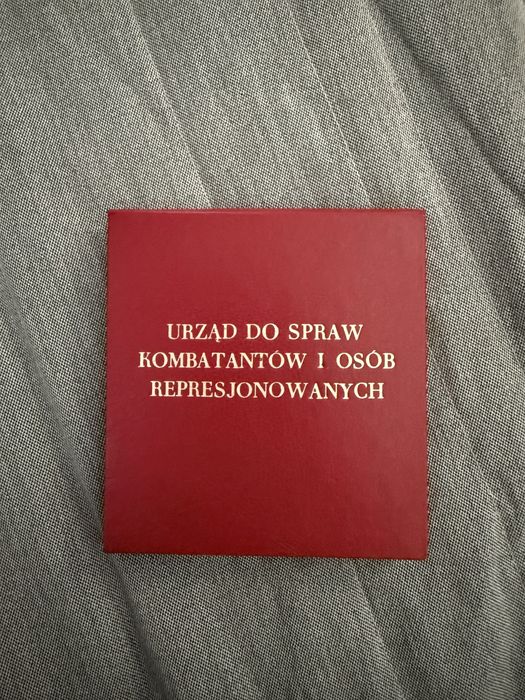 URZĄD DO SPRAW
KOMBATANTÓW I OSÓB
REPRESJONOWANYCH